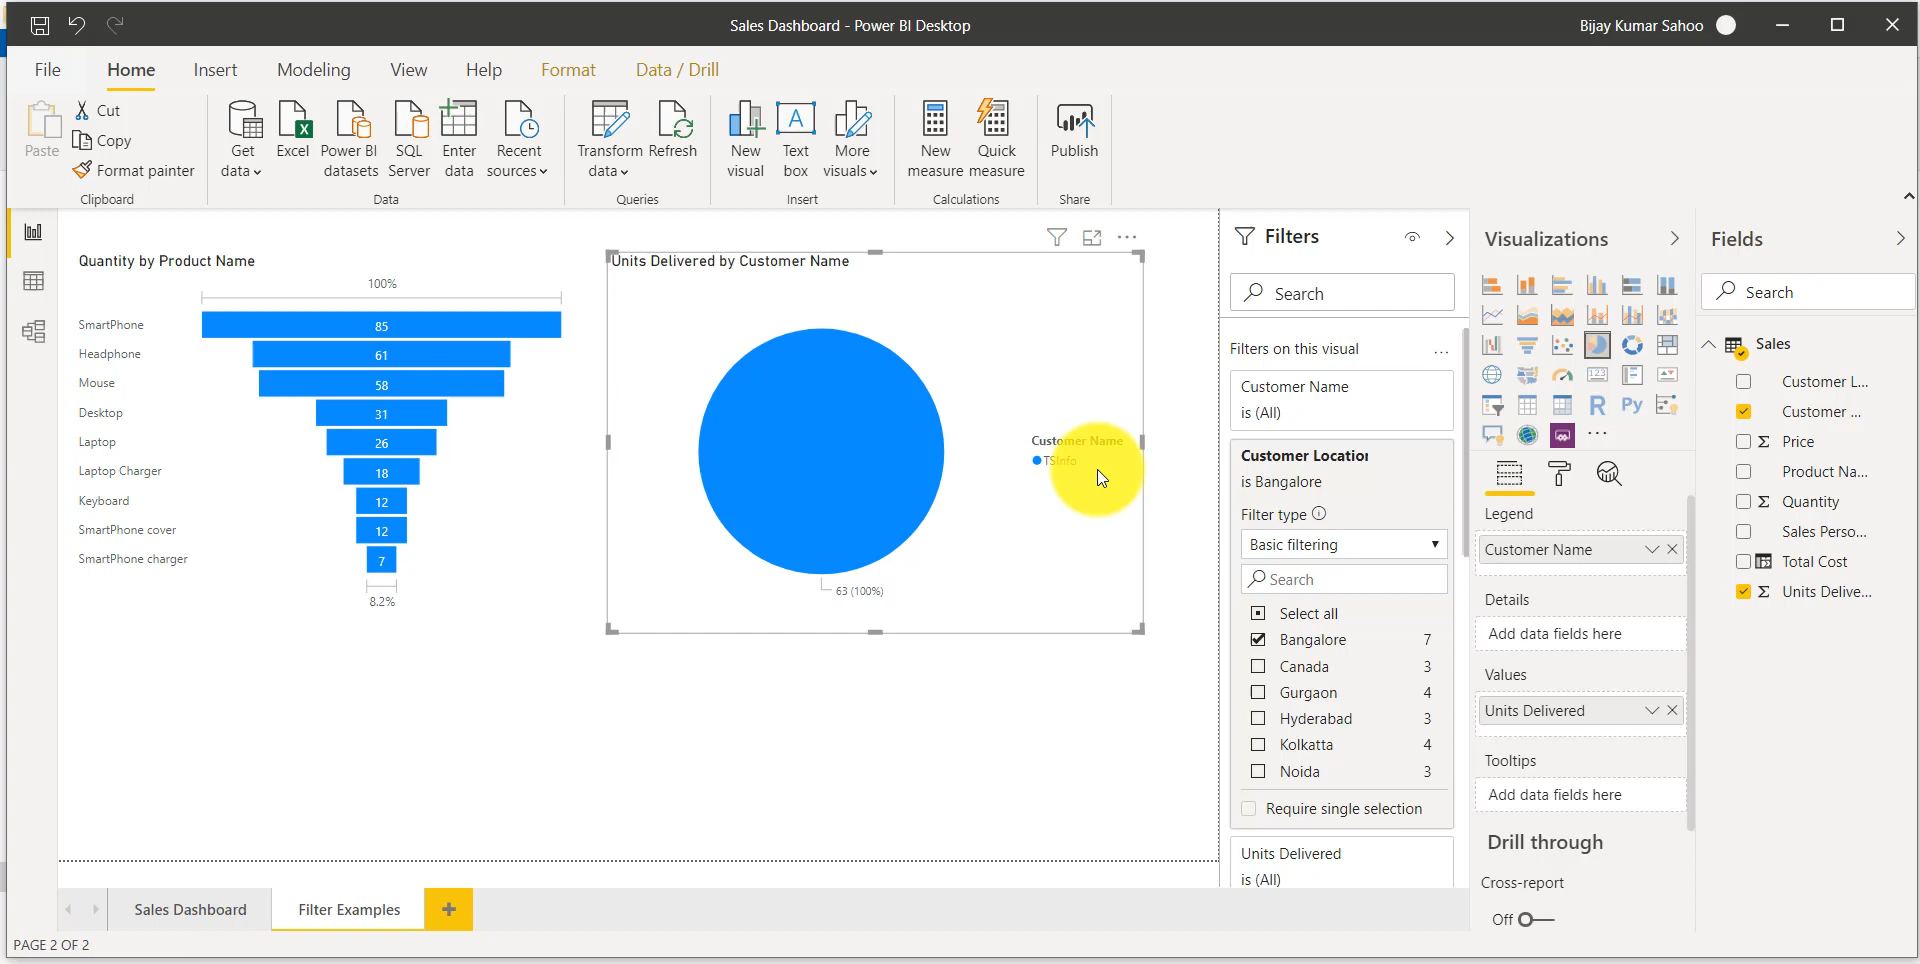 Sales Dashboard - Power BI Desktop
Bijay Kumar Sahoo
File Home Insert Modeling View Help Format Data / Drill
Paste
Cut
Copy
Format painter
Clipboard
Get data
Excel
Power BI datasets
SQL Server
Enter data
Recent sources
Data
Transform data
Refresh
Queries
New visual
Text box
More visuals
Insert
New measure
Quick measure
Calculations
Publish
Share
Quantity by Product Name
100%
SmartPhone 85
Headphone 61
Mouse 58
Desktop 31
Laptop 26
Laptop Charger 18
Keyboard 12
SmartPhone cover 12
SmartPhone charger 7
8.2%
Units Delivered by Customer Name
Customer Name
TSInfo
63 (100%)
Filters
Search
Filters on this visual
...
Customer Name
is (All)
Customer Location
is Bangalore
Filter type
Basic filtering
Search
Select all
Bangalore 7
Canada 3
Gurgaon 4
Hyderabad 3
Kolkatta 4
Noida 3
Require single selection
Units Delivered
is (All)
Visualizations
123
R Py
Legend
Customer Name
Details
Add data fields here
Values
Units Delivered
Tooltips
Add data fields here
Drill through
Cross-report
Off
Fields
Search
Sales
Customer L...
Customer ...
Σ Price
Product Na...
Σ Quantity
Sales Perso...
Total Cost
Σ Units Delive...
Sales Dashboard Filter Examples +
PAGE 2 OF 2